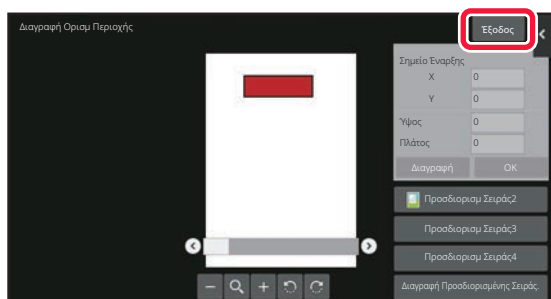 Διαγραφή Ορισμ Περιοχής
Έξοδος
Σημείο Έναρξης
X 0
Y 0
Ύψος 0
Πλάτος 0
Διαγραφή OK
Προσδιορισμ Σειράς2
Προσδιορισμ Σειράς3
Προσδιορισμ Σειράς4
Διαγραφή Προσδιορισμένης Σειράς.